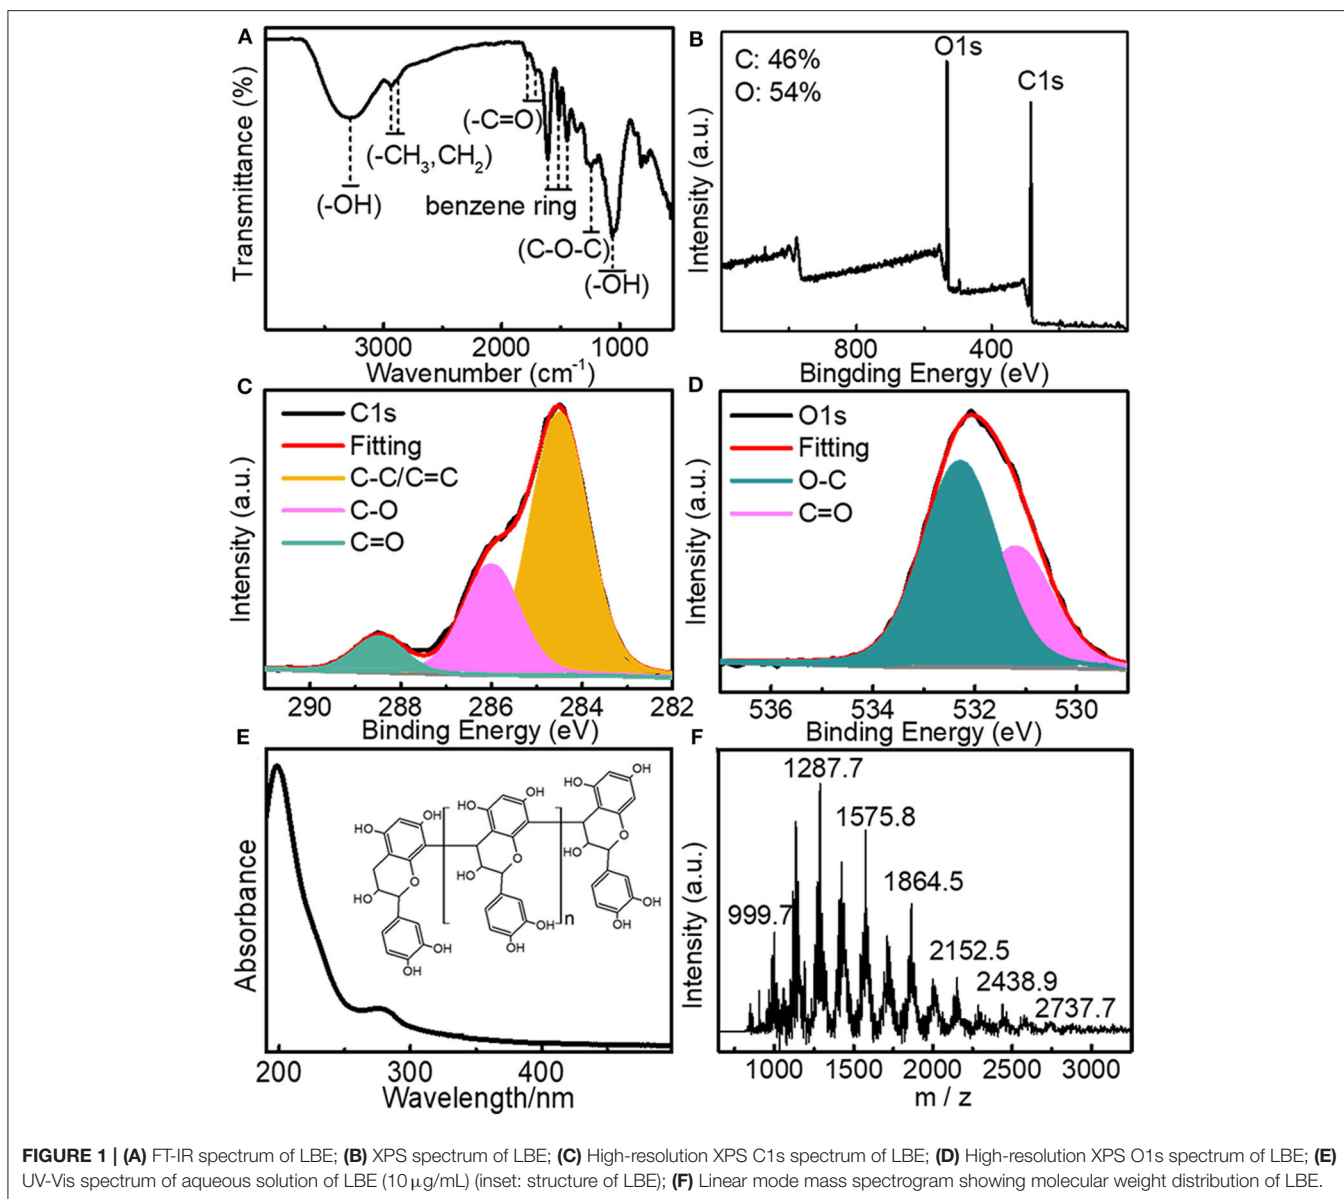 A
Transmittance (%)
(-OH)
(-CH3, CH2)
(-C=O)
benzene ring
(C-O-C)
(-OH)
3000 2000 1000
Wavenumber (cm-1)
B
C: 46%
O: 54%
O1s
C1s
Intensity (a.u.)
800 400
Bingding Energy (eV)
C
C1s
Fitting
C-C/C=C
C-O
C=O
Intensity (a.u.)
290 288 286 284 282
Binding Energy (eV)
D
O1s
Fitting
O-C
C=O
Intensity (a.u.)
536 534 532 530
Binding Energy (eV)
E
Absorbance
HO OH HO OH HO OH
HO O HO O HO O
OH OH OH OH OH OH
n
200 300 400
Wavelength/nm
F
Intensity (a.u.)
999.7
1287.7
1575.8
1864.5
2152.5
2438.9
2737.7
1000 1500 2000 2500 3000
m / z
FIGURE 1 | (A) FT-IR spectrum of LBE; (B) XPS spectrum of LBE; (C) High-resolution XPS C1s spectrum of LBE; (D) High-resolution XPS O1s spectrum of LBE; (E)
UV-Vis spectrum of aqueous solution of LBE (10 μg/mL) (inset: structure of LBE); (F) Linear mode mass spectrogram showing molecular weight distribution of LBE.